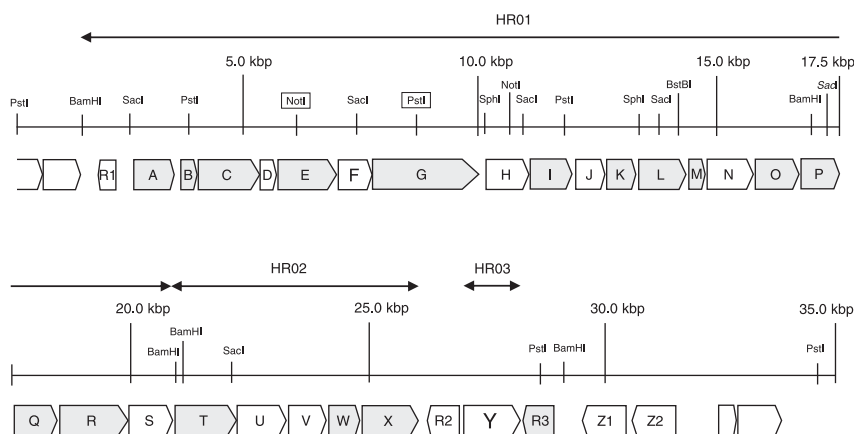 HR01
5.0 kbp 10.0 kbp 15.0 kbp 17.5 kbp
PstI BamHI SacI PstI NotI SacI PstI SphI NotI SacI PstI SphI SacI BstBI BamHI SacI
R1 A B C D E F G H I J K L M N O P
HR02 HR03
20.0 kbp 25.0 kbp 30.0 kbp 35.0 kbp
BamHI BamHI SacI PstI BamHI PstI
Q R S T U V W X R2 Y R3 Z1 Z2